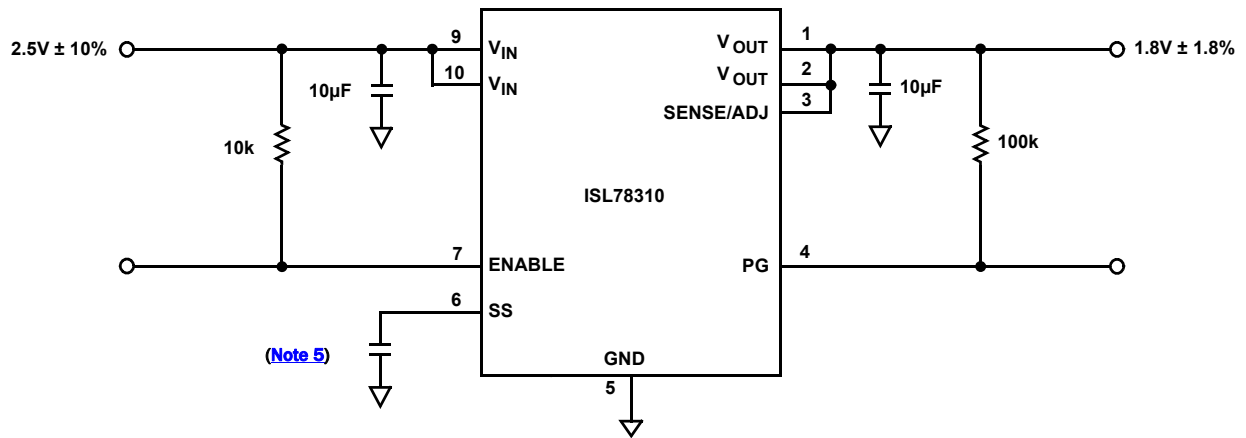 2.5V ± 10%
9
VIN
10
VIN
10µF
10k
7
ENABLE
6
SS
(Note 5)
GND
5
ISL78310
VOUT
1
VOUT
2
SENSE/ADJ
3
10µF
1.8V ± 1.8%
100k
PG
4